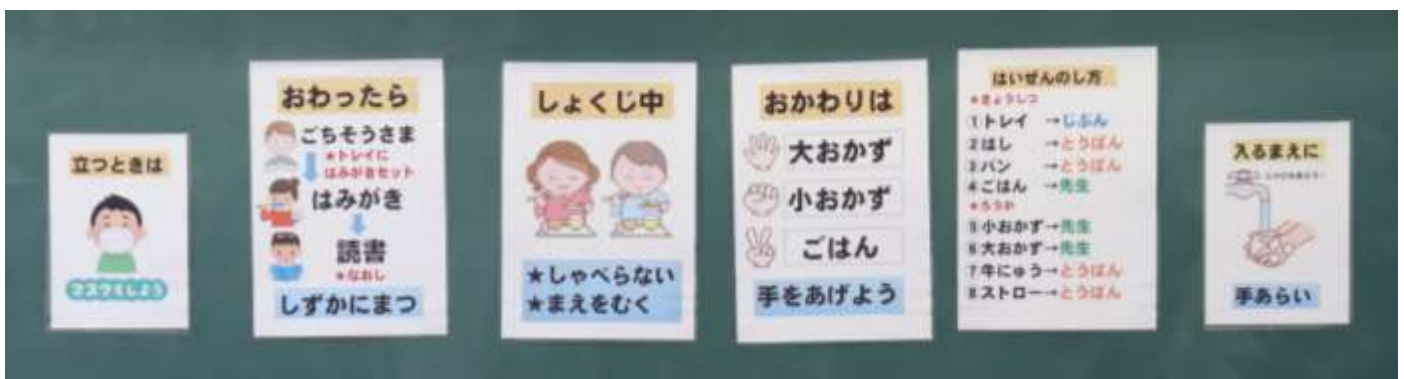 立つときは
マスクをしよう
おわったら
ごちそうさま
★トレイに
はみがきセット
はみがき
読書
★なおし
しずかにまつ
しょくじ中
★しゃべらない
★まえをむく
おかわりは
大おかず
小おかず
ごはん
手をあげよう
はいぜんのし方
★きょうしつ
1トレイ →じぶん
2はし →とうばん
3パン →とうばん
4ごはん →先生
★ろうか
5小おかず→先生
6大おかず→先生
7牛にゅう→とうばん
8ストロー→とうばん
入るまえに
手あらい